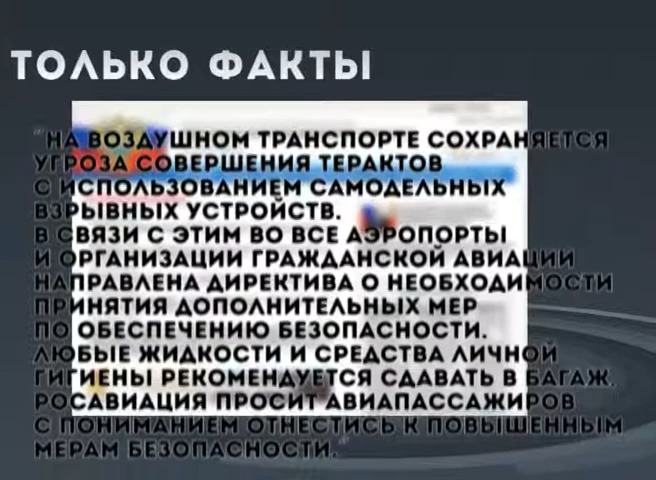 ТОЛЬКО ФАКТЫ
"НА ВОЗДУШНОМ ТРАНСПОРТЕ СОХРАНЯЕТСЯ
УГРОЗА СОВЕРШЕНИЯ ТЕРАКТОВ
С ИСПОЛЬЗОВАНИЕМ САМОДЕЛЬНЫХ
ВЗРЫВНЫХ УСТРОЙСТВ.
В СВЯЗИ С ЭТИМ ВО ВСЕ АЭРОПОРТЫ
И ОРГАНИЗАЦИИ ГРАЖДАНСКОЙ АВИАЦИИ
НАПРАВЛЕНА ДИРЕКТИВА О НЕОБХОДИМОСТИ
ПРИНЯТИЯ ДОПОЛНИТЕЛЬНЫХ МЕР
ПО ОБЕСПЕЧЕНИЮ БЕЗОПАСНОСТИ.
ЛЮБЫЕ ЖИДКОСТИ И СРЕДСТВА ЛИЧНОЙ
ГИГИЕНЫ РЕКОМЕНДУЕТСЯ СДАВАТЬ В БАГАЖ.
РОСАВИАЦИЯ ПРОСИТ АВИАПАССАЖИРОВ
С ПОНИМАНИЕМ ОТНЕСТИСЬ К ПОВЫШЕННЫМ
МЕРАМ БЕЗОПАСНОСТИ."